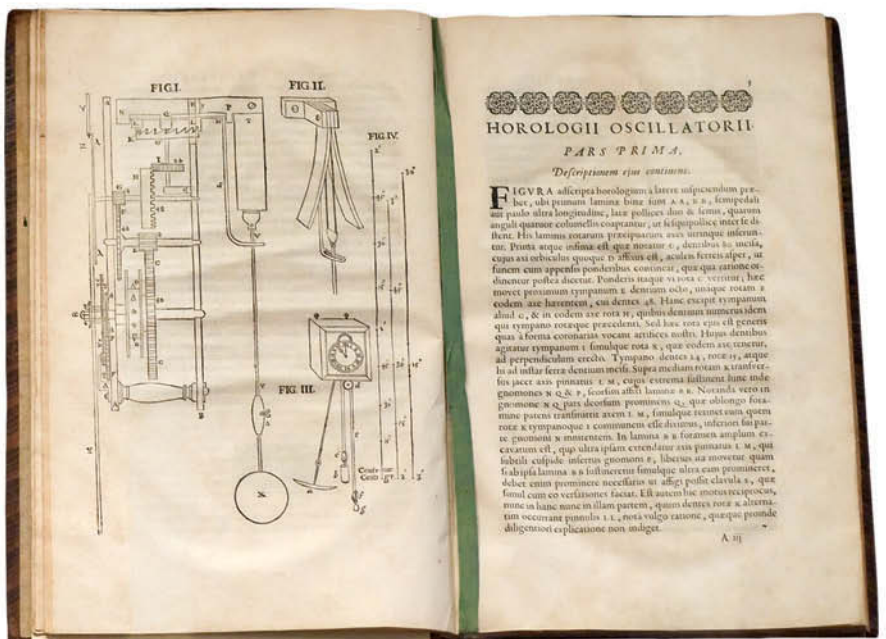 FIG.I.
FIG II.
FIG. IV.
FIG. III.
HOROLOGII OSCILLATORII
PARS PRIMA,
Descriptionem ejus continens.
FIGURA adscripta horologium à latere inspiciendum præ-
bet, ubi primum laminæ binæ sunt A A, B B, semipedali
aut paulo ultra longitudine, latæ pollices duos & semis, quarum
anguli quatuor columellis coaptantur, ut sesquipollice inter se di-
stent. His laminis rotarum præcipuarum axes utrinque inserun-
tur. Prima atque infima est quæ notatur C, dentibus 80 incisa,
cujus axi orbiculus quoque D affixus est, aculeis ferreis asper, ut
funem cum appensis ponderibus contineat, quæ qua ratione or-
dinentur postea dicetur. Ponderis itaque vi rota C vertitur, hæc
movet proximum tympanum E dentium octo, unàque rotam F
eodem axe hærentem, cui dentes 48. Hanc excipit tympanum
aliud G, & in eodem axe rota H, quibus dentium numerus idem
qui tympano rotæque præcedenti. Sed hæc rota ejus est generis
quas à forma coronarias vocant artifices nostri. Hujus dentibus
agitatur tympanum I simulque rota K, quæ eodem axe tenetur,
ad perpendiculum erecto. Tympano dentes 24, rotæ 15, atque
hi ad instar serræ dentium incisi. Supra mediam rotam K transver-
sus jacet axis pinnatus L M, cujus extrema sustinent hinc inde
gnomones N Q & P, seorsim affixi laminæ B B. Notanda vero in
gnomone N Q pars deorsum prominens Q, quæ oblongo fora-
mine patens transmittit axem L M, simulque retinet eum quem
rotæ K tympanoque I communem esse diximus, inferiori sui par-
te gnomoni R innitentem. In lamina B B foramen amplum ex-
cavatum est, quo ultra ipsam extendatur axis pinnatus L M, qui
subtili cuspide insertus gnomoni P, liberius ita movetur quam
si ab ipsa lamina B B sustineretur simulque ultra eam promineret,
debet enim prominere necessario ut affigi possit clavula S, quæ
simul cum eo versationes faciat. Est autem hic motus reciprocus,
nunc in hanc nunc in illam partem, quum dentes rotæ K alterna-
tim occurrant pinnulis L L, notâ vulgo ratione, quæque proinde
diligentiori explicatione non indiget.
A iij